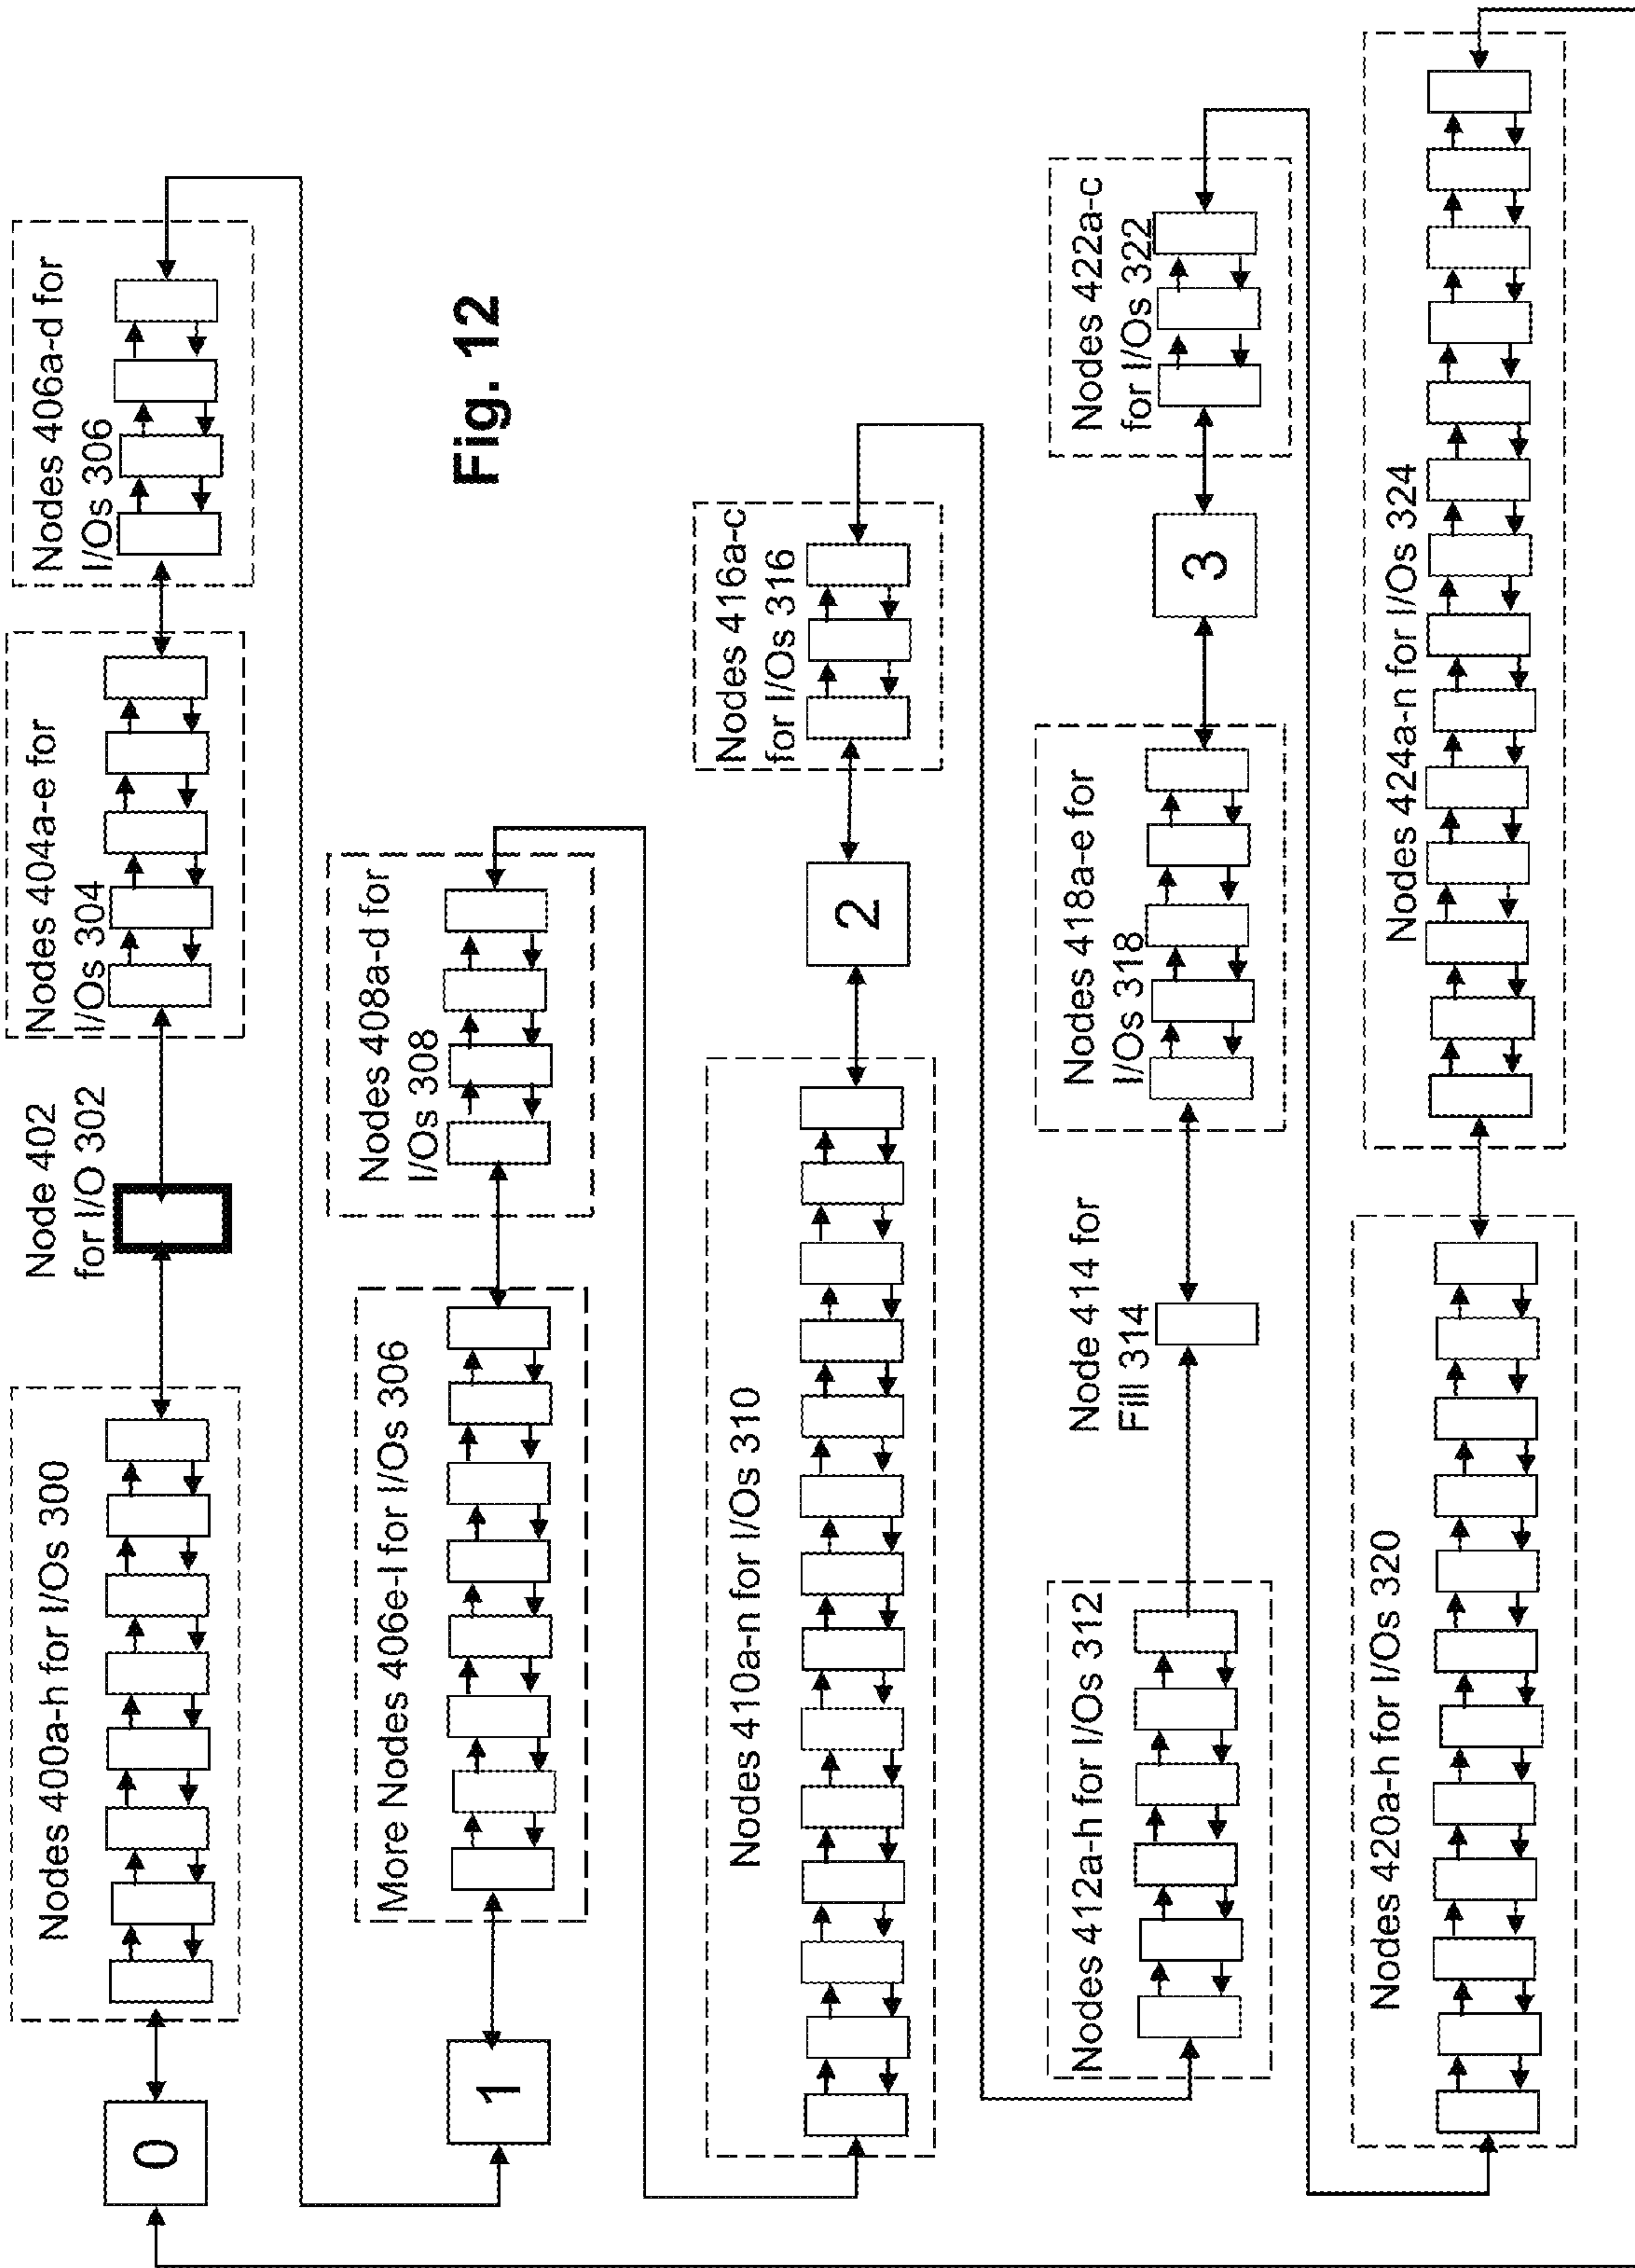 0
Nodes 400a-h for I/Os 300
Node 402
for I/O 302
Nodes 404a-e for
I/Os 304
Nodes 406a-d for
I/Os 306
1
More Nodes 406e-l for I/Os 306
Nodes 408a-d for
I/Os 308
Fig. 12
Nodes 410a-n for I/Os 310
2
Nodes 416a-c
for I/Os 316
Nodes 412a-h for I/Os 312
Node 414 for
Fill 314
Nodes 418a-e for
I/Os 318
3
Nodes 422a-c
for I/Os 322
Nodes 420a-h for I/Os 320
Nodes 424a-n for I/Os 324